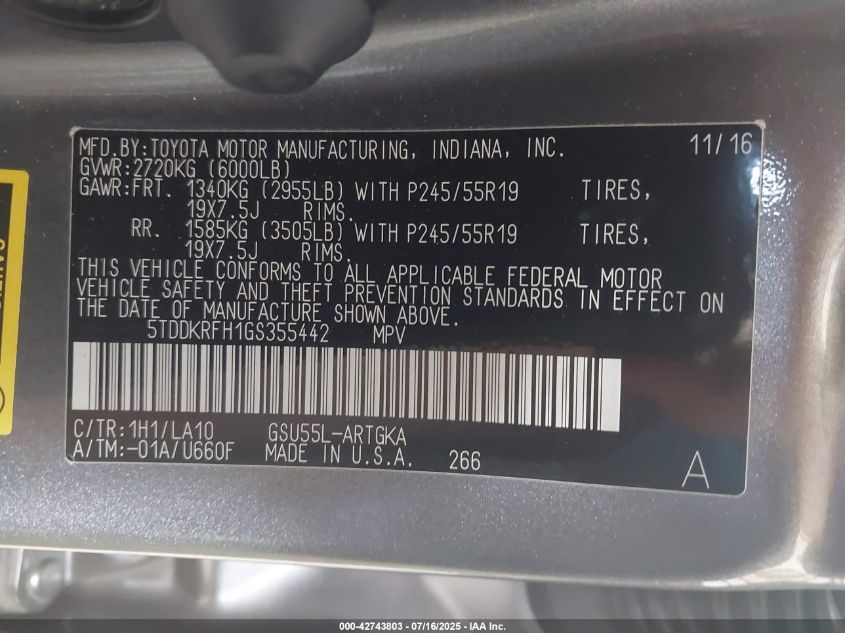 MFD.BY:TOYOTA MOTOR MANUFACTURING, INDIANA, INC. 11/16
GVWR:2720KG (6000LB)
GAWR:FRT. 1340KG (2955LB) WITH P245/55R19 TIRES,
19X7.5J RIMS.
RR. 1585KG (3505LB) WITH P245/55R19 TIRES,
19X7.5J RIMS.
THIS VEHICLE CONFORMS TO ALL APPLICABLE FEDERAL MOTOR
VEHICLE SAFETY AND THEFT PREVENTION STANDARDS IN EFFECT ON
THE DATE OF MANUFACTURE SHOWN ABOVE.
5TDDKRFH1GS355442 MPV
C/TR:1H1/LA10 GSU55L-ARTGKA
A/TM:-01A/U660F MADE IN U.S.A. 266 A
000-42743803 - 07/16/2025 - IAA Inc.